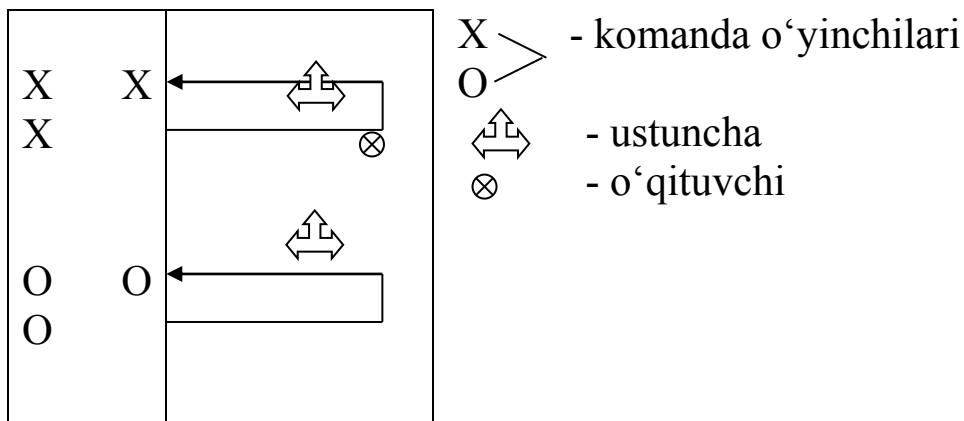 X X
X
O O
O
X
O
- komanda o‘yinchilari
- ustuncha
⊗ - o‘qituvchi